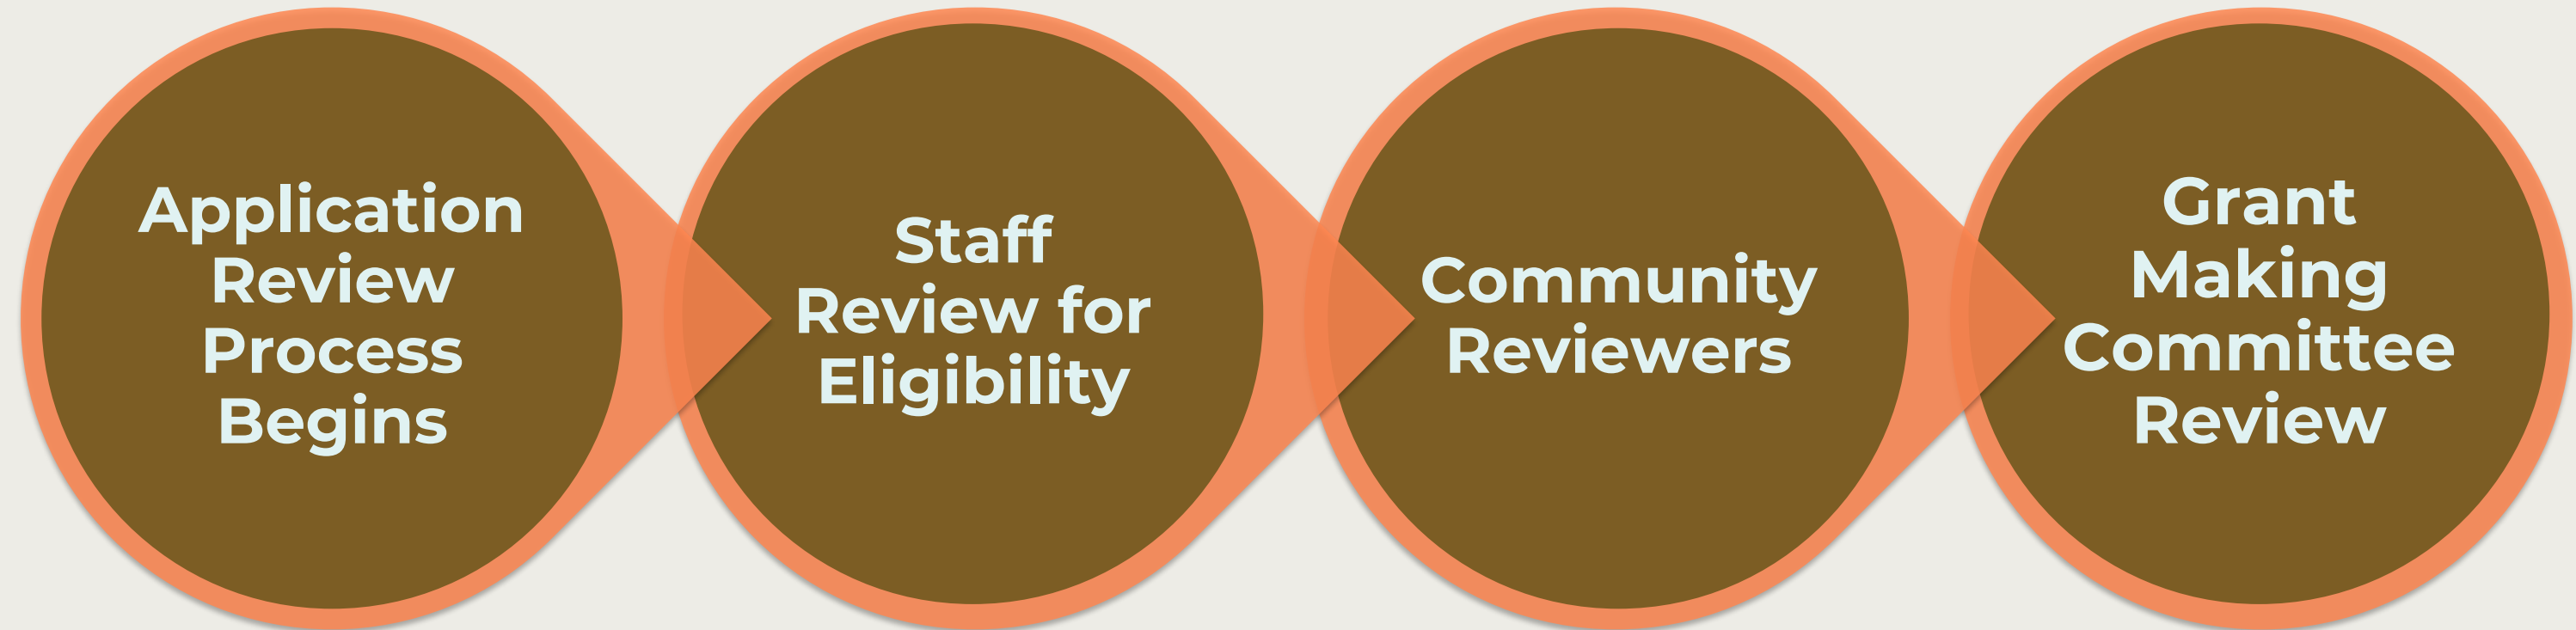 Application
Review
Process
Begins
Staff
Review for
Eligibility
Community
Reviewers
Grant
Making
Committee
Review